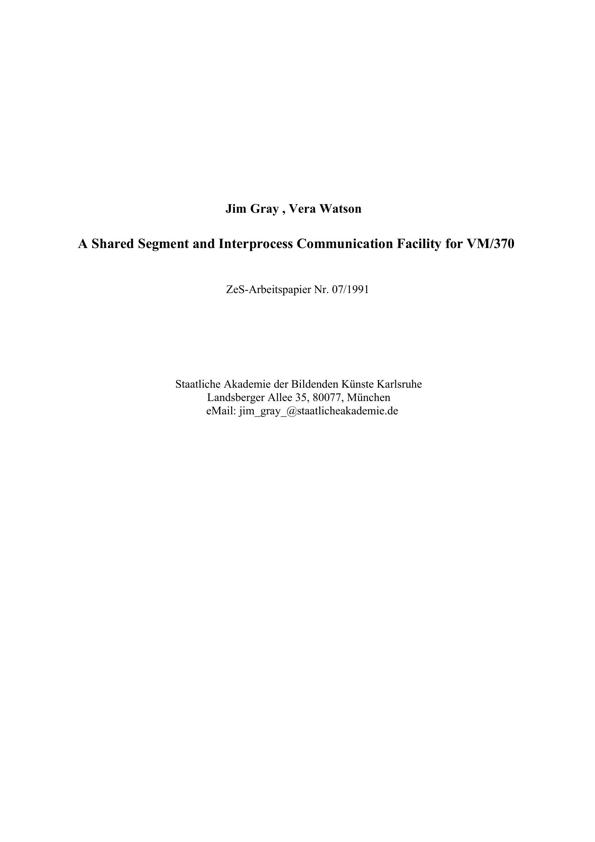 Jim Gray , Vera Watson
A Shared Segment and Interprocess Communication Facility for VM/370
ZeS-Arbeitspapier Nr. 07/1991
Staatliche Akademie der Bildenden Künste Karlsruhe
Landsberger Allee 35, 80077, München
eMail: jim_gray_@staatlicheakademie.de